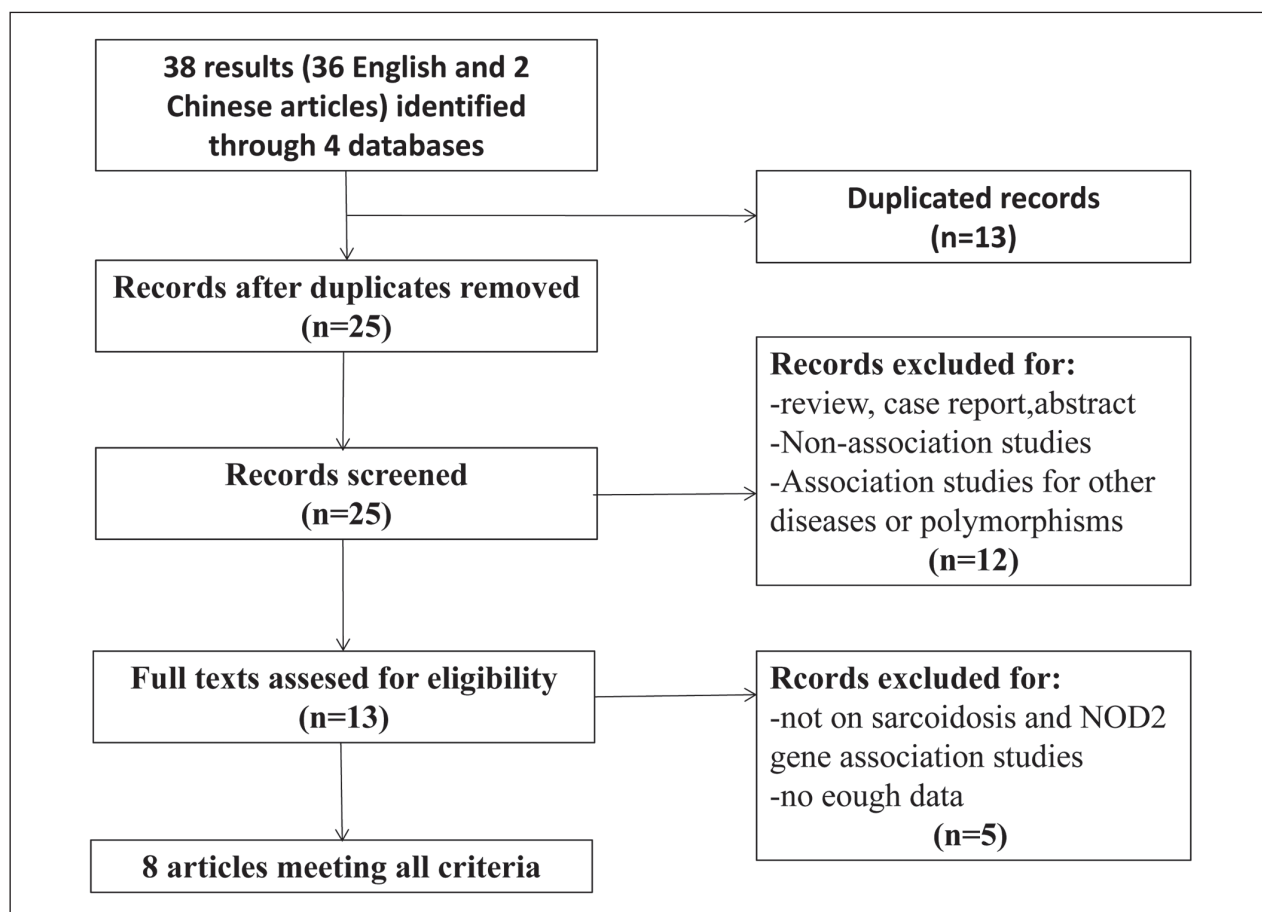 38 results (36 English and 2
Chinese articles) identified
through 4 databases
Duplicated records
(n=13)
Records after duplicates removed
(n=25)
Records excluded for:
-review, case report,abstract
-Non-association studies
-Association studies for other
diseases or polymorphisms
(n=12)
Records screened
(n=25)
Full texts assesed for eligibility
(n=13)
Rcords excluded for:
-not on sarcoidosis and NOD2
gene association studies
-no eough data
(n=5)
8 articles meeting all criteria